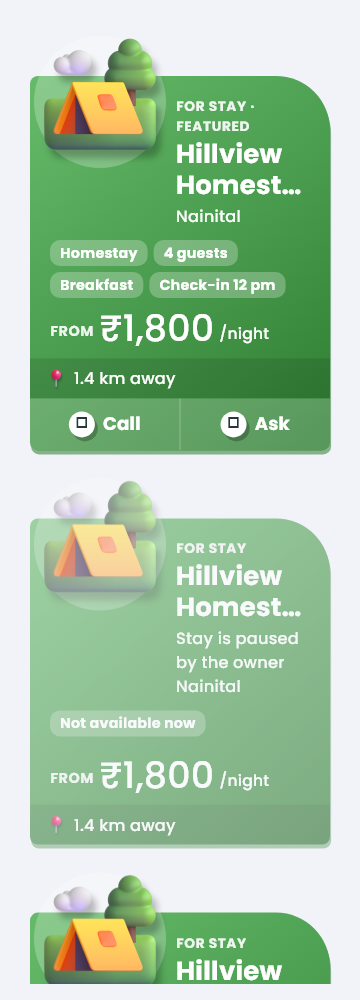 FOR STAY ·
FEATURED
Hillview
Homest...
Nainital
Homestay
4 guests
Breakfast
Check-in 12 pm
FROM ₹1,800 /night
1.4 km away
Call
Ask
FOR STAY
Hillview
Homest...
Stay is paused
by the owner
Nainital
Not available now
FROM ₹1,800 /night
1.4 km away
FOR STAY
Hillview